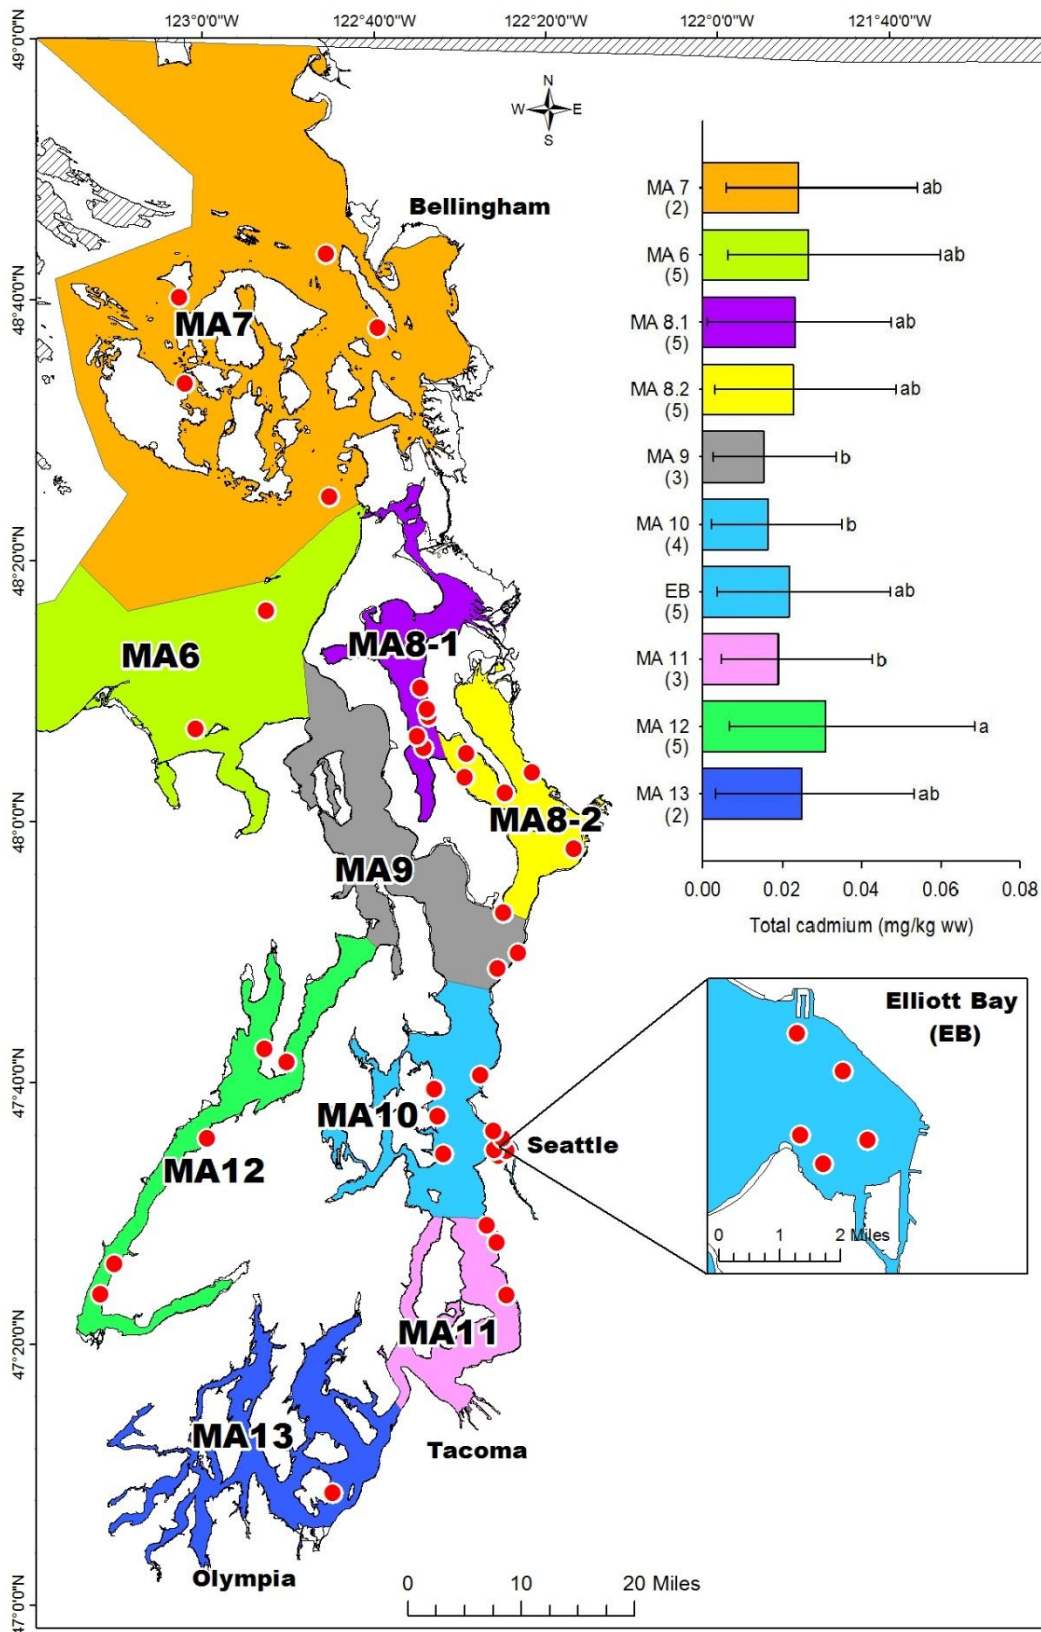 123°0'0"W
122°40'0"W
122°20'0"W
122°0'0"W
121°40'0"W
49°0'0"N
48°40'0"N
48°20'0"N
48°0'0"N
47°40'0"N
47°20'0"N
47°0'0"N
N
W
E
S
Bellingham
MA7
MA6
MA8-1
MA8-2
MA9
MA10
Seattle
MA12
MA11
MA13
Tacoma
Olympia
0 10 20 Miles
MA 7
(2)
ab
MA 6
(5)
ab
MA 8.1
(5)
ab
MA 8.2
(5)
ab
MA 9
(3)
b
MA 10
(4)
b
EB
(5)
ab
MA 11
(3)
b
MA 12
(5)
a
MA 13
(2)
ab
0.00 0.02 0.04 0.06 0.08
Total cadmium (mg/kg ww)
Elliott Bay
(EB)
0 1 2 Miles